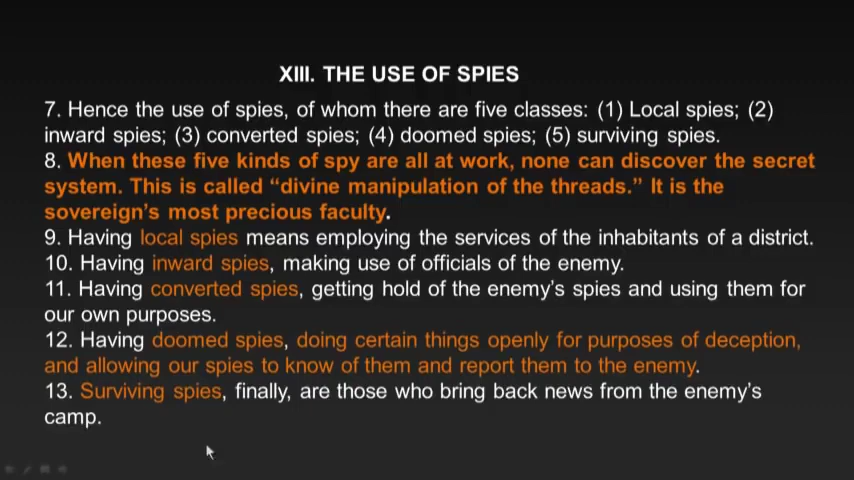 XIII. THE USE OF SPIES
7. Hence the use of spies, of whom there are five classes: (1) Local spies; (2)
inward spies; (3) converted spies; (4) doomed spies; (5) surviving spies.
8. When these five kinds of spy are all at work, none can discover the secret
system. This is called “divine manipulation of the threads.” It is the
sovereign’s most precious faculty.
9. Having local spies means employing the services of the inhabitants of a district.
10. Having inward spies, making use of officials of the enemy.
11. Having converted spies, getting hold of the enemy’s spies and using them for
our own purposes.
12. Having doomed spies, doing certain things openly for purposes of deception,
and allowing our spies to know of them and report them to the enemy.
13. Surviving spies, finally, are those who bring back news from the enemy’s
camp.